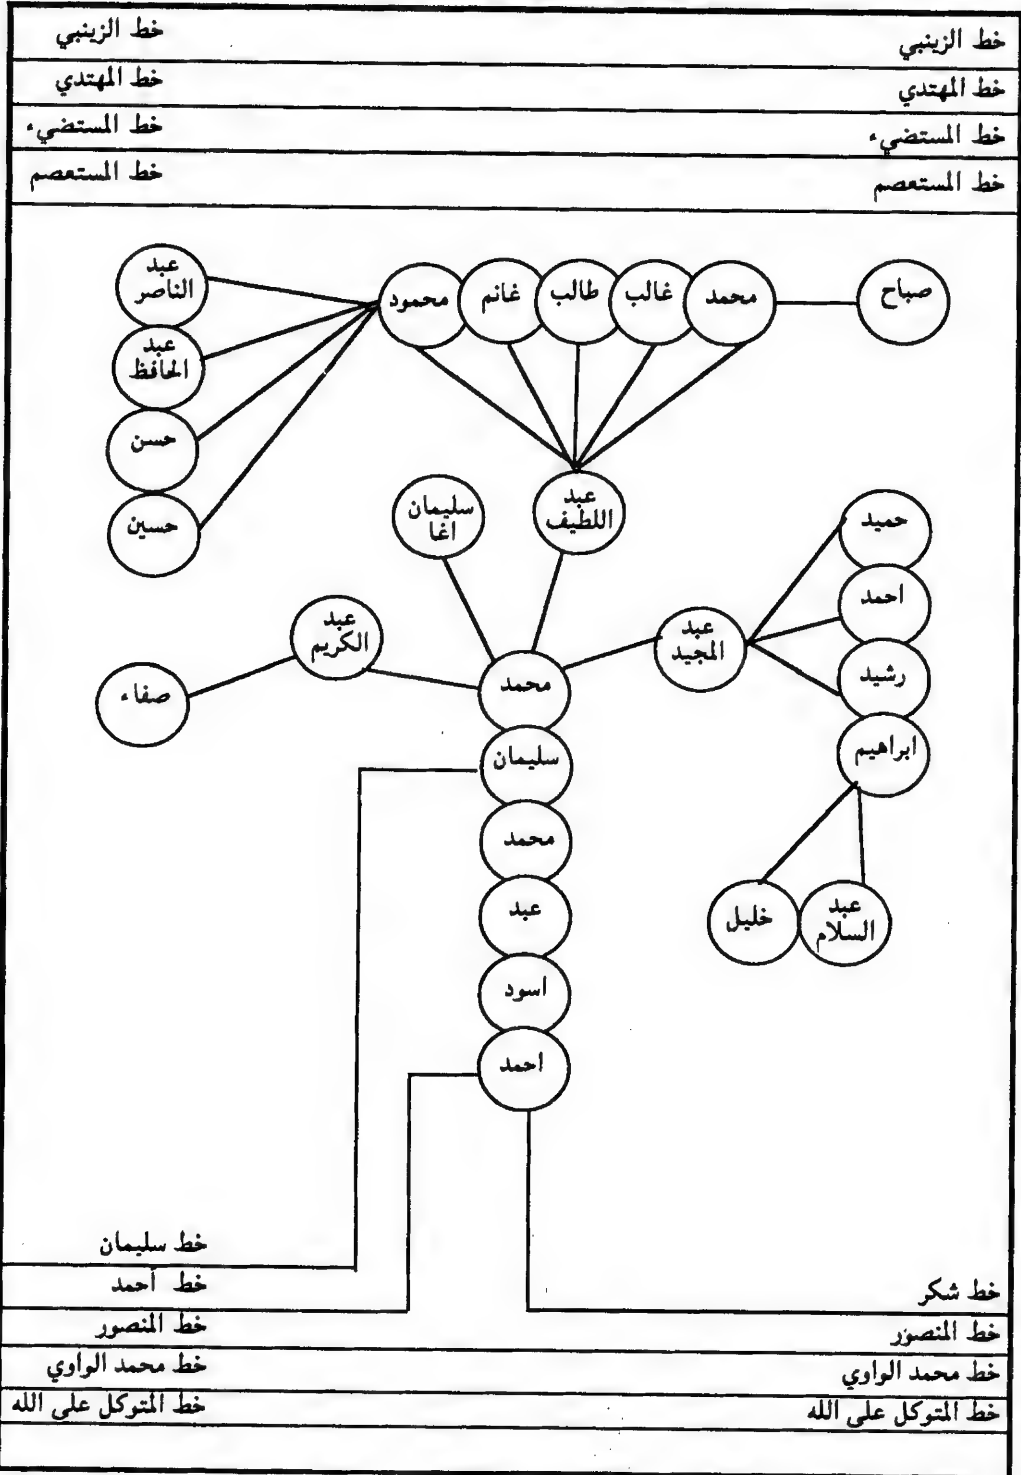 خط الزينبي
خط الزينبي
خط المهتدي
خط المهتدي
خط المستضيء
خط المستضيء
خط المستعصم
خط المستعصم
صباح
محمد
غالب
طالب
غانم
محمود
عبد
الناصر
عبد
الحافظ
حسن
حسين
عبد
اللطيف
سليمان
اغا
حميد
احمد
رشيد
ابراهيم
عبد
المجيد
عبد
الكريم
صفاء
محمد
سليمان
محمد
عبد
اسود
احمد
عبد
السلام
خليل
خط سليمان
خط شكر
خط أحمد
خط المنصور
خط المنصور
خط محمد الواوي
خط محمد الواوي
خط المتوكل على الله
خط المتوكل على الله